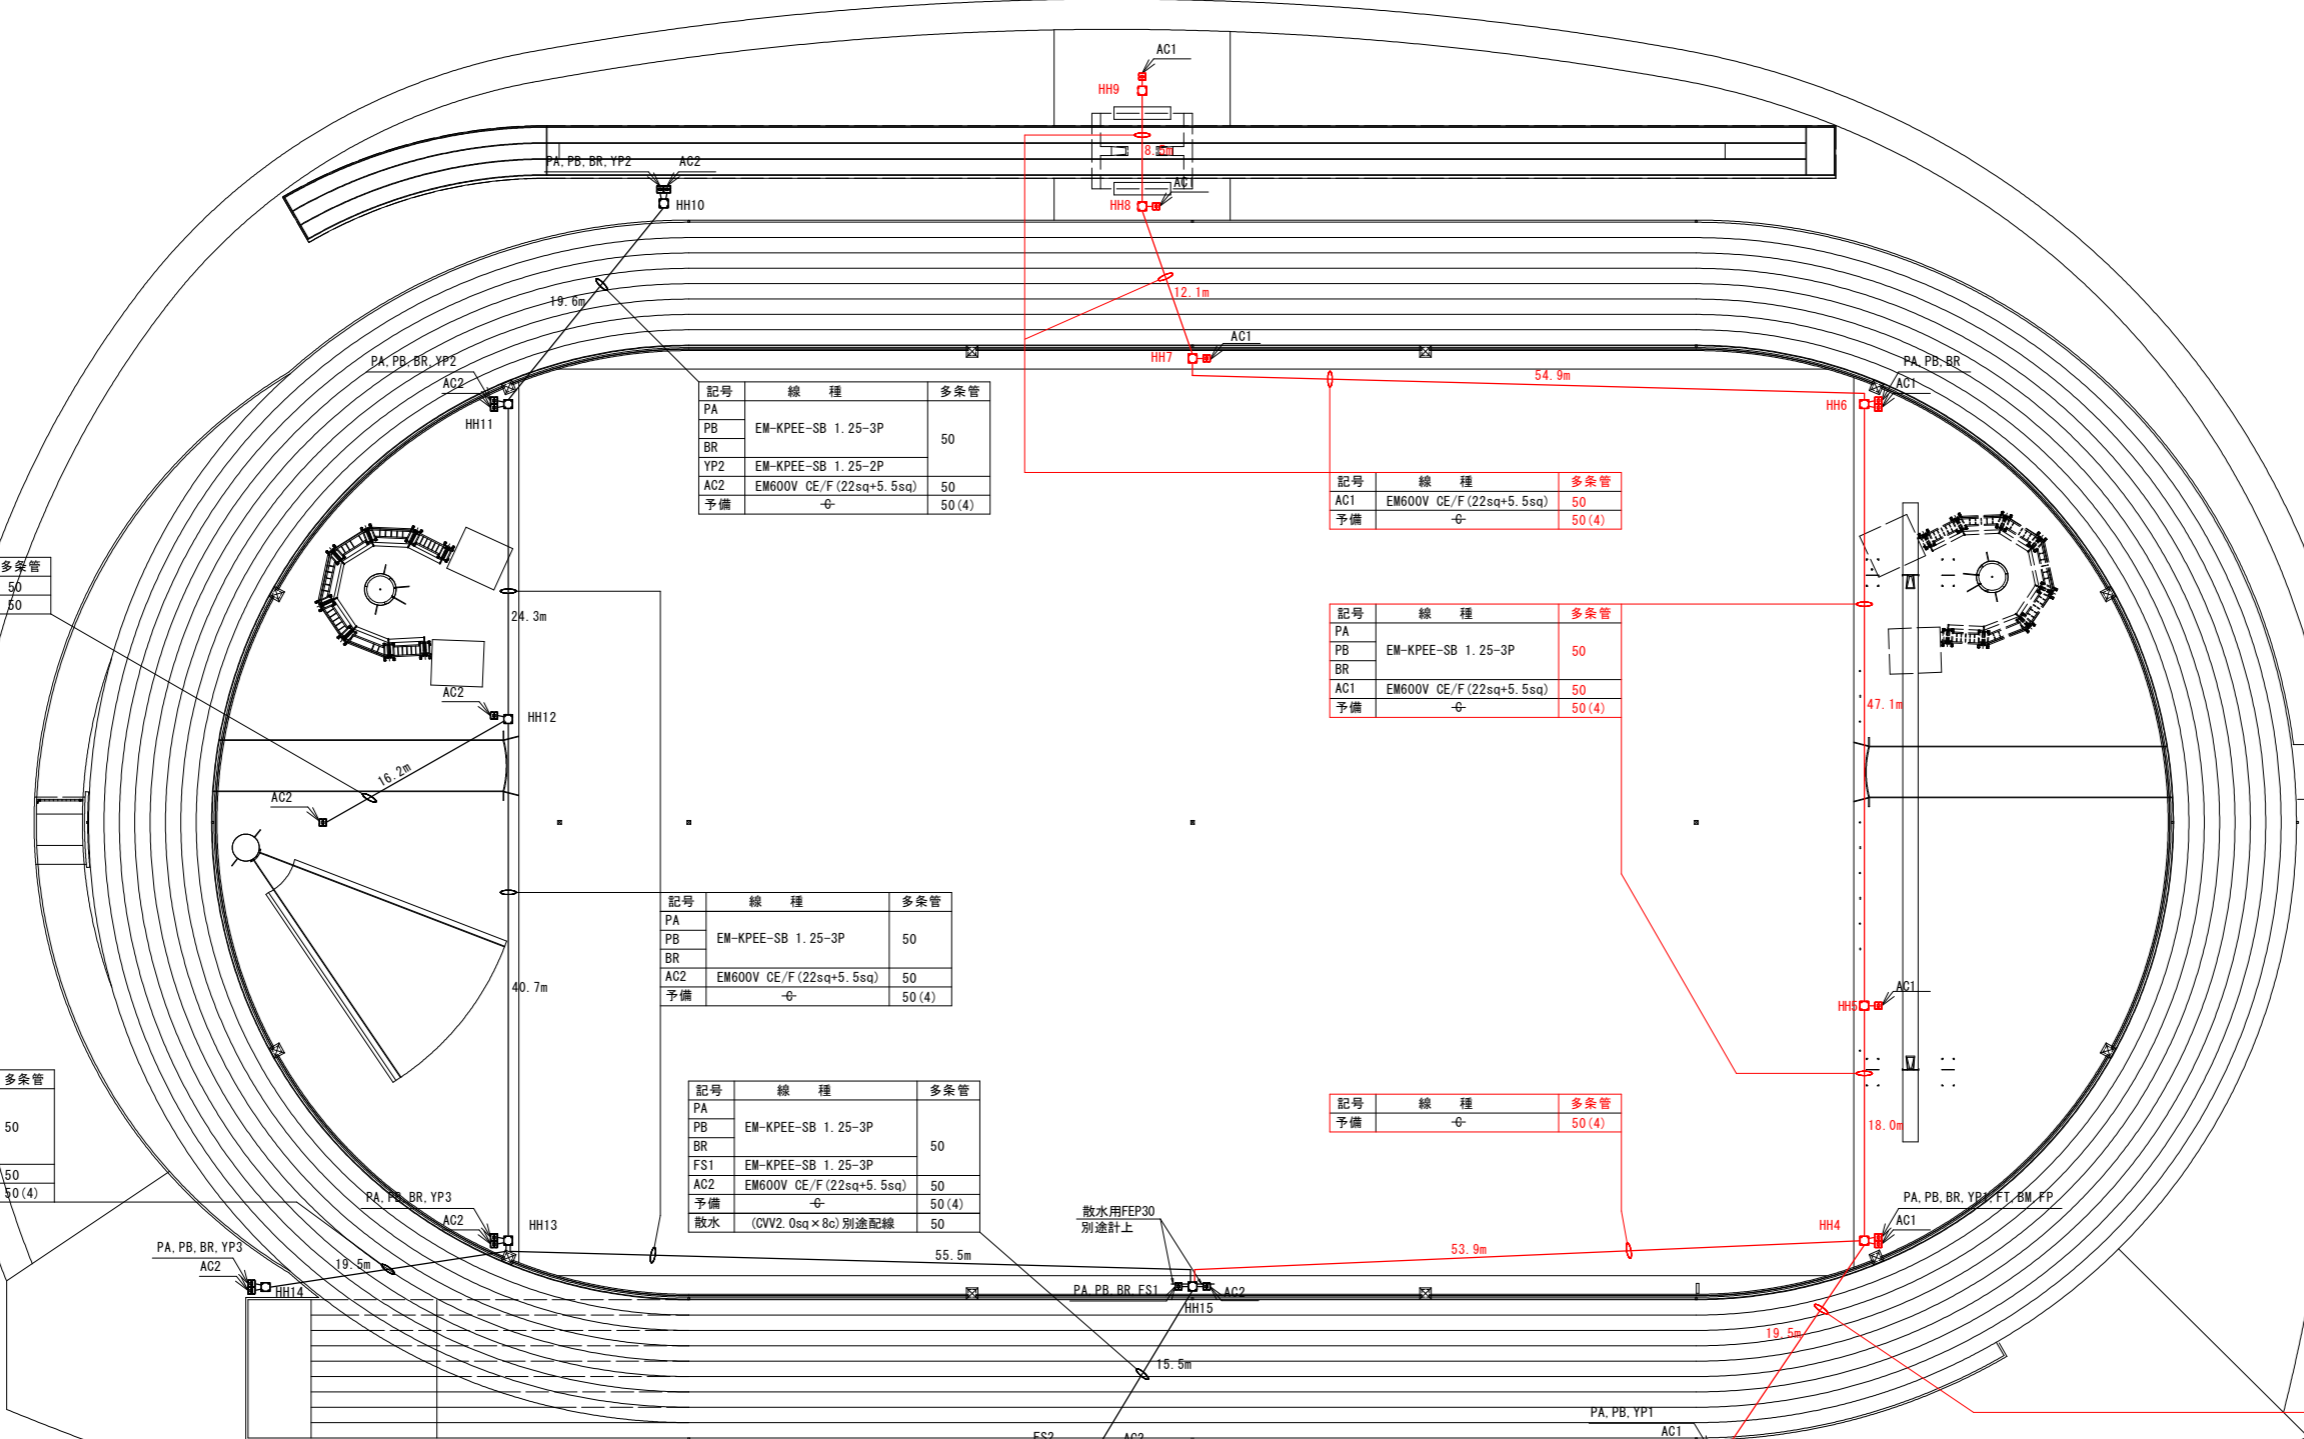 AC1
HH9
8.5m
PA,PB,BR,YP2
AC2
HH10
AC1
HH8
19.6m
12.1m
AC1
HH7
PA,PB,BR,YP2
AC2
HH11
54.9m
PA,PB,BR
AC1
HH6
記号 線 種 多条管
PA
PB EM-KPEE-SB 1.25-3P 50
BR
YP2 EM-KPEE-SB 1.25-2P
AC2 EM600V CE/F(22sq+5.5sq) 50
予備 50(4)
記号 線 種 多条管
AC1 EM600V CE/F(22sq+5.5sq) 50
予備 50(4)
多条管
50
50
24.3m
記号 線 種 多条管
PA
PB EM-KPEE-SB 1.25-3P 50
BR
AC1 EM600V CE/F(22sq+5.5sq) 50
予備 50(4)
47.1m
AC2
HH12
16.2m
AC2
記号 線 種 多条管
PA
PB EM-KPEE-SB 1.25-3P 50
BR
AC2 EM600V CE/F(22sq+5.5sq) 50
予備 50(4)
40.7m
AC1
HH5
多条管
50
50
50(4)
記号 線 種 多条管
PA
PB EM-KPEE-SB 1.25-3P 50
BR
FS1 EM-KPEE-SB 1.25-3P
AC2 EM600V CE/F(22sq+5.5sq) 50
予備 50(4)
散水 (CVV2.0sq×8c)別途配線 50
記号 線 種 多条管
予備 50(4)
18.0m
PA,PB,BR,YP3
AC2
HH13
散水用FEP30
別途計上
PA,PB,BR,YP1,FT,BM,FP
AC1
HH4
PA,PB,BR,YP3
AC2
HH14
19.5m
55.5m
53.9m
PA,PB,BR,FS1
AC2
HH15
19.5m
15.5m
PA,PB,YP1
AC1
FS2
AC2